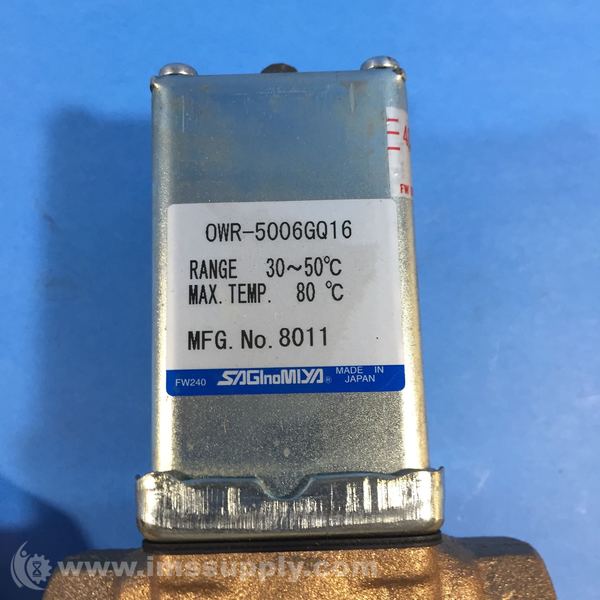 OWR-5006GQ16
RANGE 30～50℃
MAX. TEMP. 80 ℃
MFG. No. 8011
FW240 SAGInoMIYA® MADE IN JAPAN
FW
www.imssupply.com